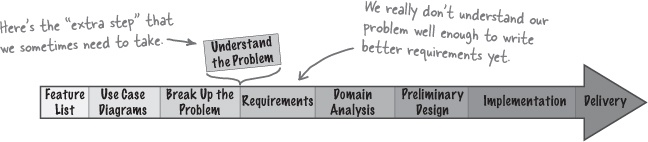 Here's the "extra step" that
we sometimes need to take.
Understand
the Problem
We really don't understand our
problem well enough to write
better requirements yet.
Feature
List
Use Case
Diagrams
Break Up the
Problem
Requirements
Domain
Analysis
Preliminary
Design
Implementation
Delivery